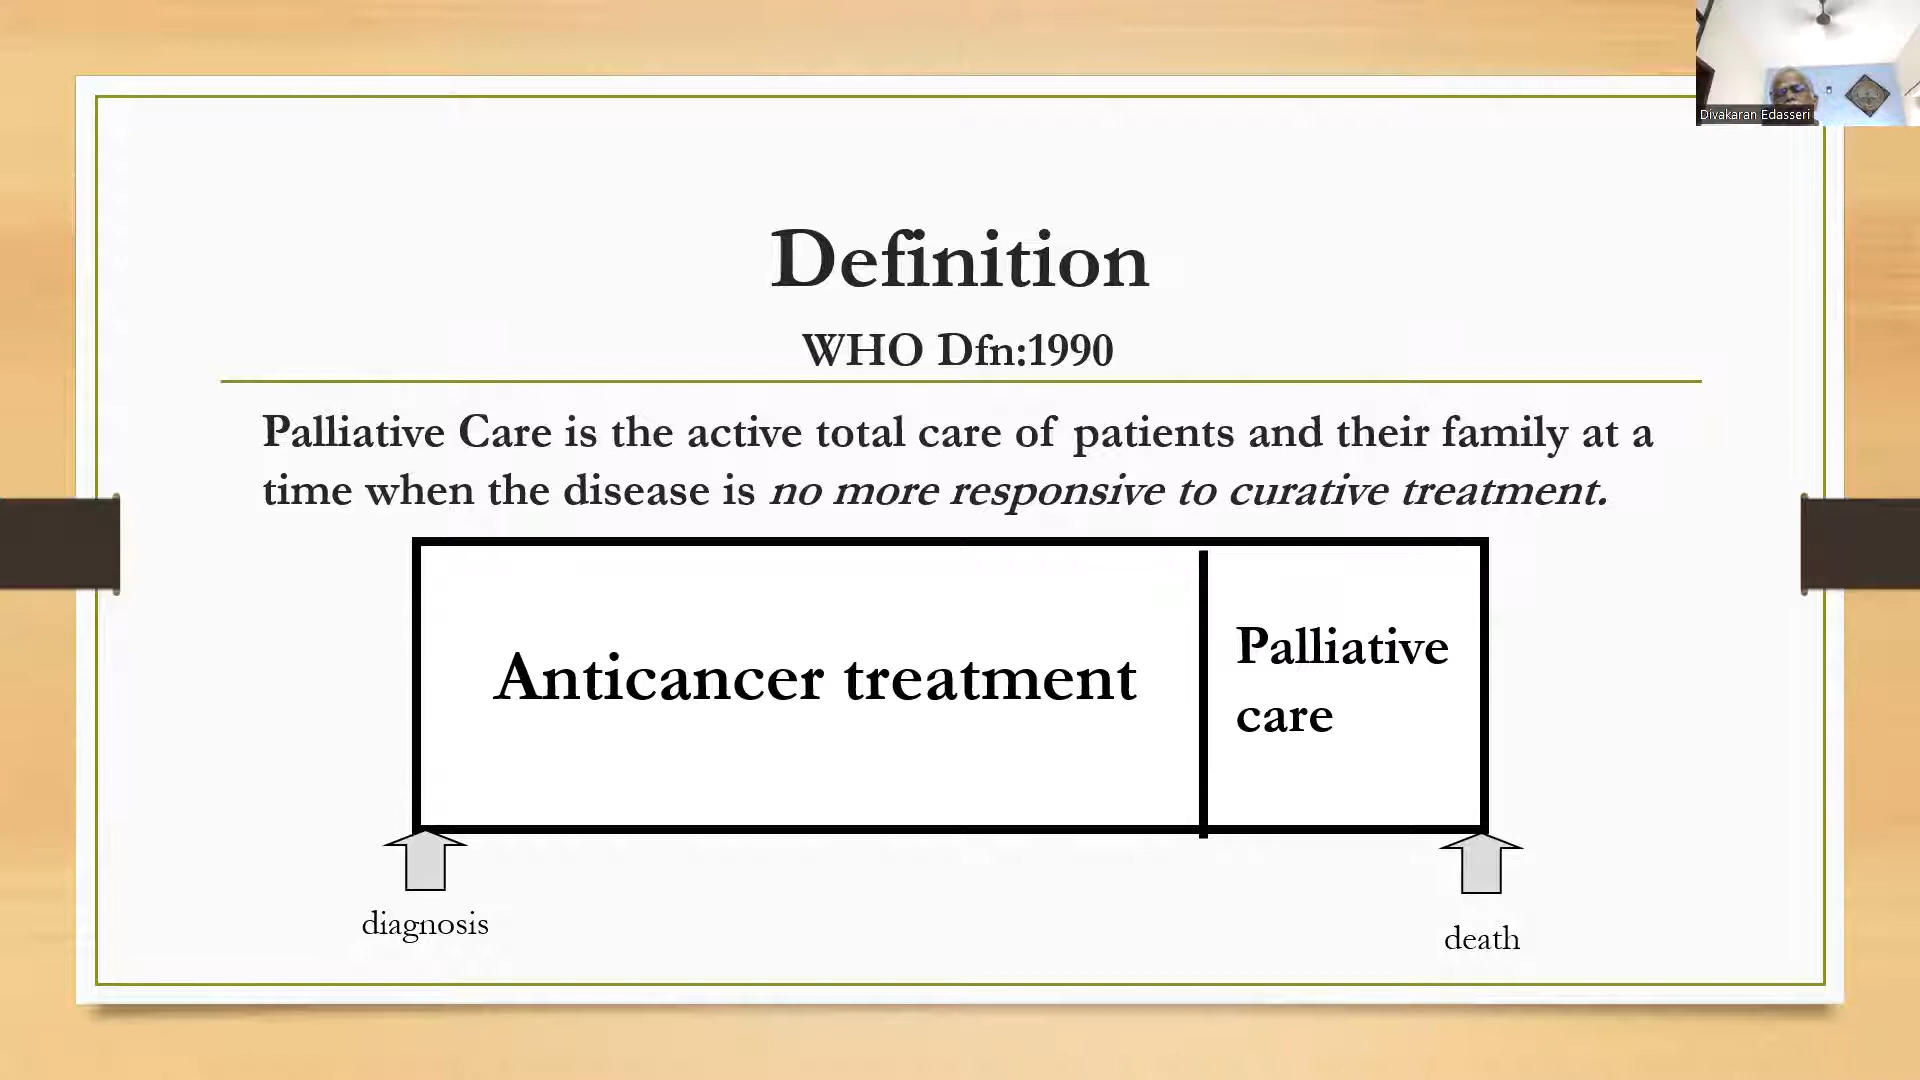 Divakaran Edasseri
Definition
WHO Dfn:1990
Palliative Care is the active total care of patients and their family at a
time when the disease is no more responsive to curative treatment.
Anticancer treatment
Palliative
care
diagnosis
death